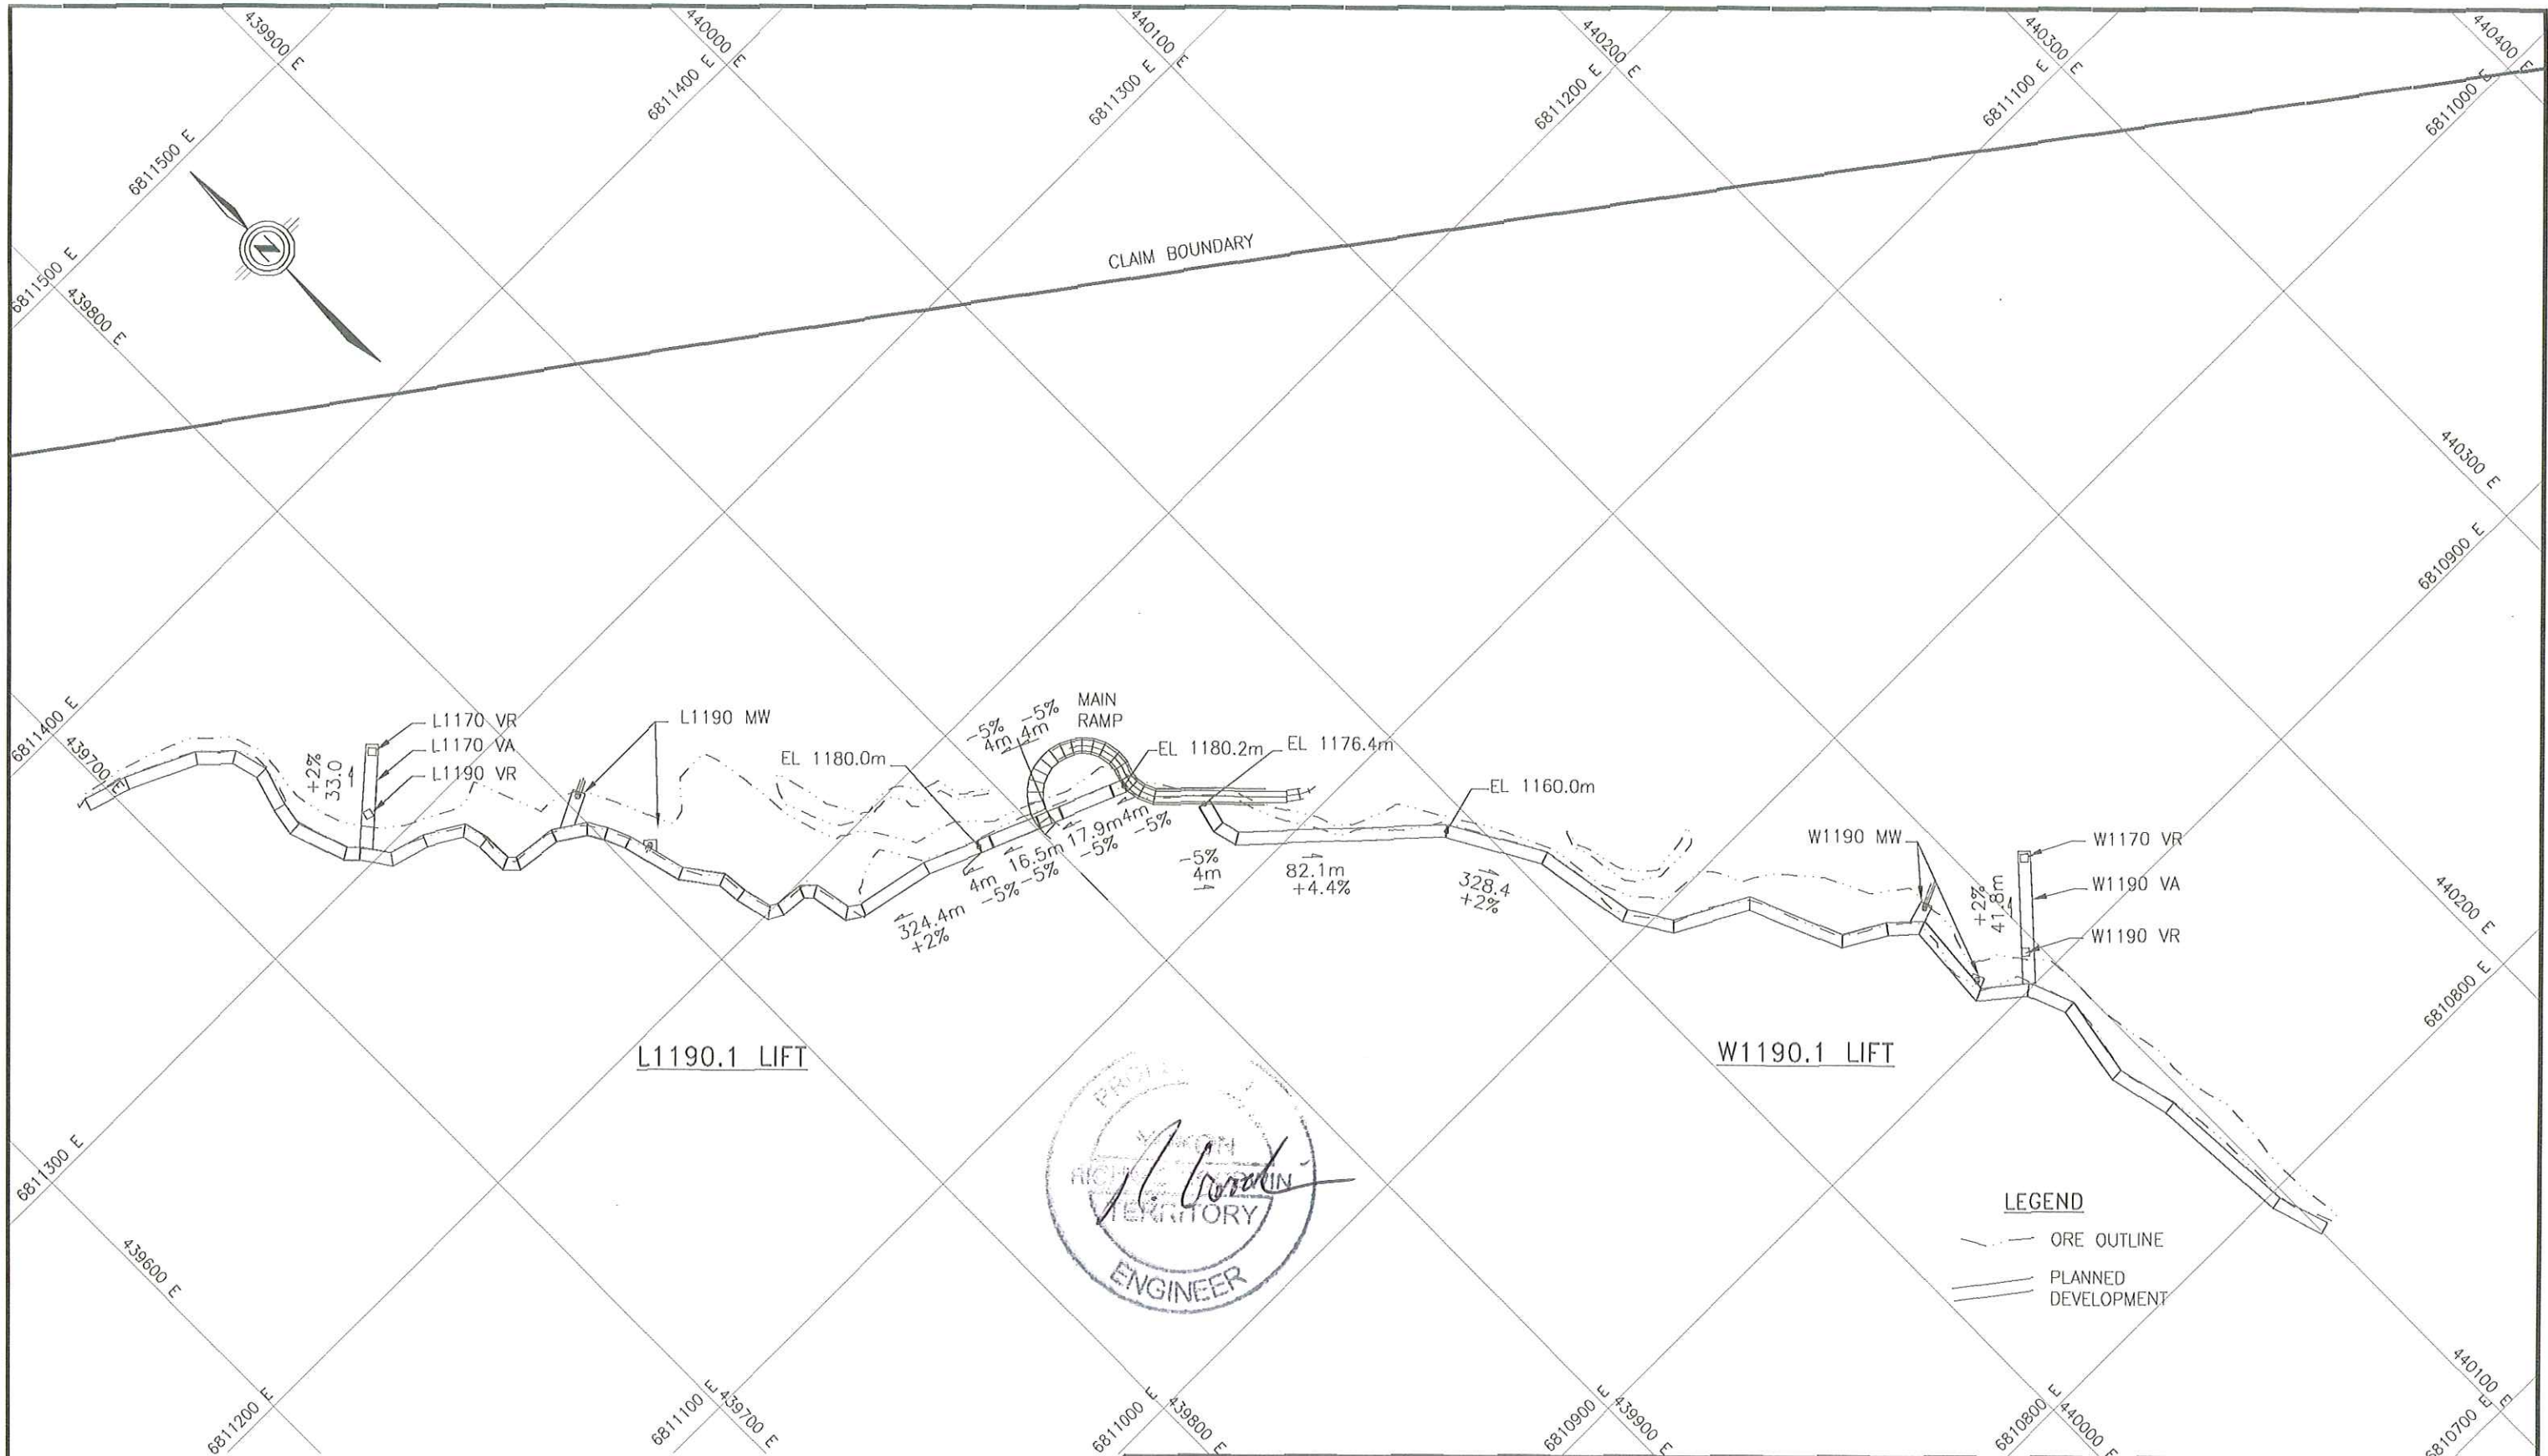 439900 E
440000 E
440100 E
440200 E
440300 E
440400 E
6811500 E
6811400 E
6811300 E
6811200 E
6811100 E
6811000 E
N
6811500 E
439800 E
CLAIM BOUNDARY
440300 E
6810900 E
6811400 E
439700 E
+2%
33.0
L1170 VR
L1170 VA
L1190 VR
L1190 MW
EL 1180.0m
-5%
4m
-5%
4m
MAIN
RAMP
EL 1180.2m
EL 1176.4m
EL 1160.0m
324.4m
+2%
4m
-5%
16.5m
-5%
17.9m
-5%
4m
-5%
-5%
4m
82.1m
+4.4%
328.4
+2%
W1190 MW
+2%
41.8m
W1170 VR
W1190 VA
W1190 VR
440200 E
6810800 E
L1190.1 LIFT
W1190.1 LIFT
TERRITORY
ENGINEER
LEGEND
ORE OUTLINE
PLANNED
DEVELOPMENT
6811300 E
439600 E
440100 E
6811200 E
6811100 E
439700 E
6811000 E
439800 E
6810900 E
439900 E
6810800 E
440000 E
6810700 E